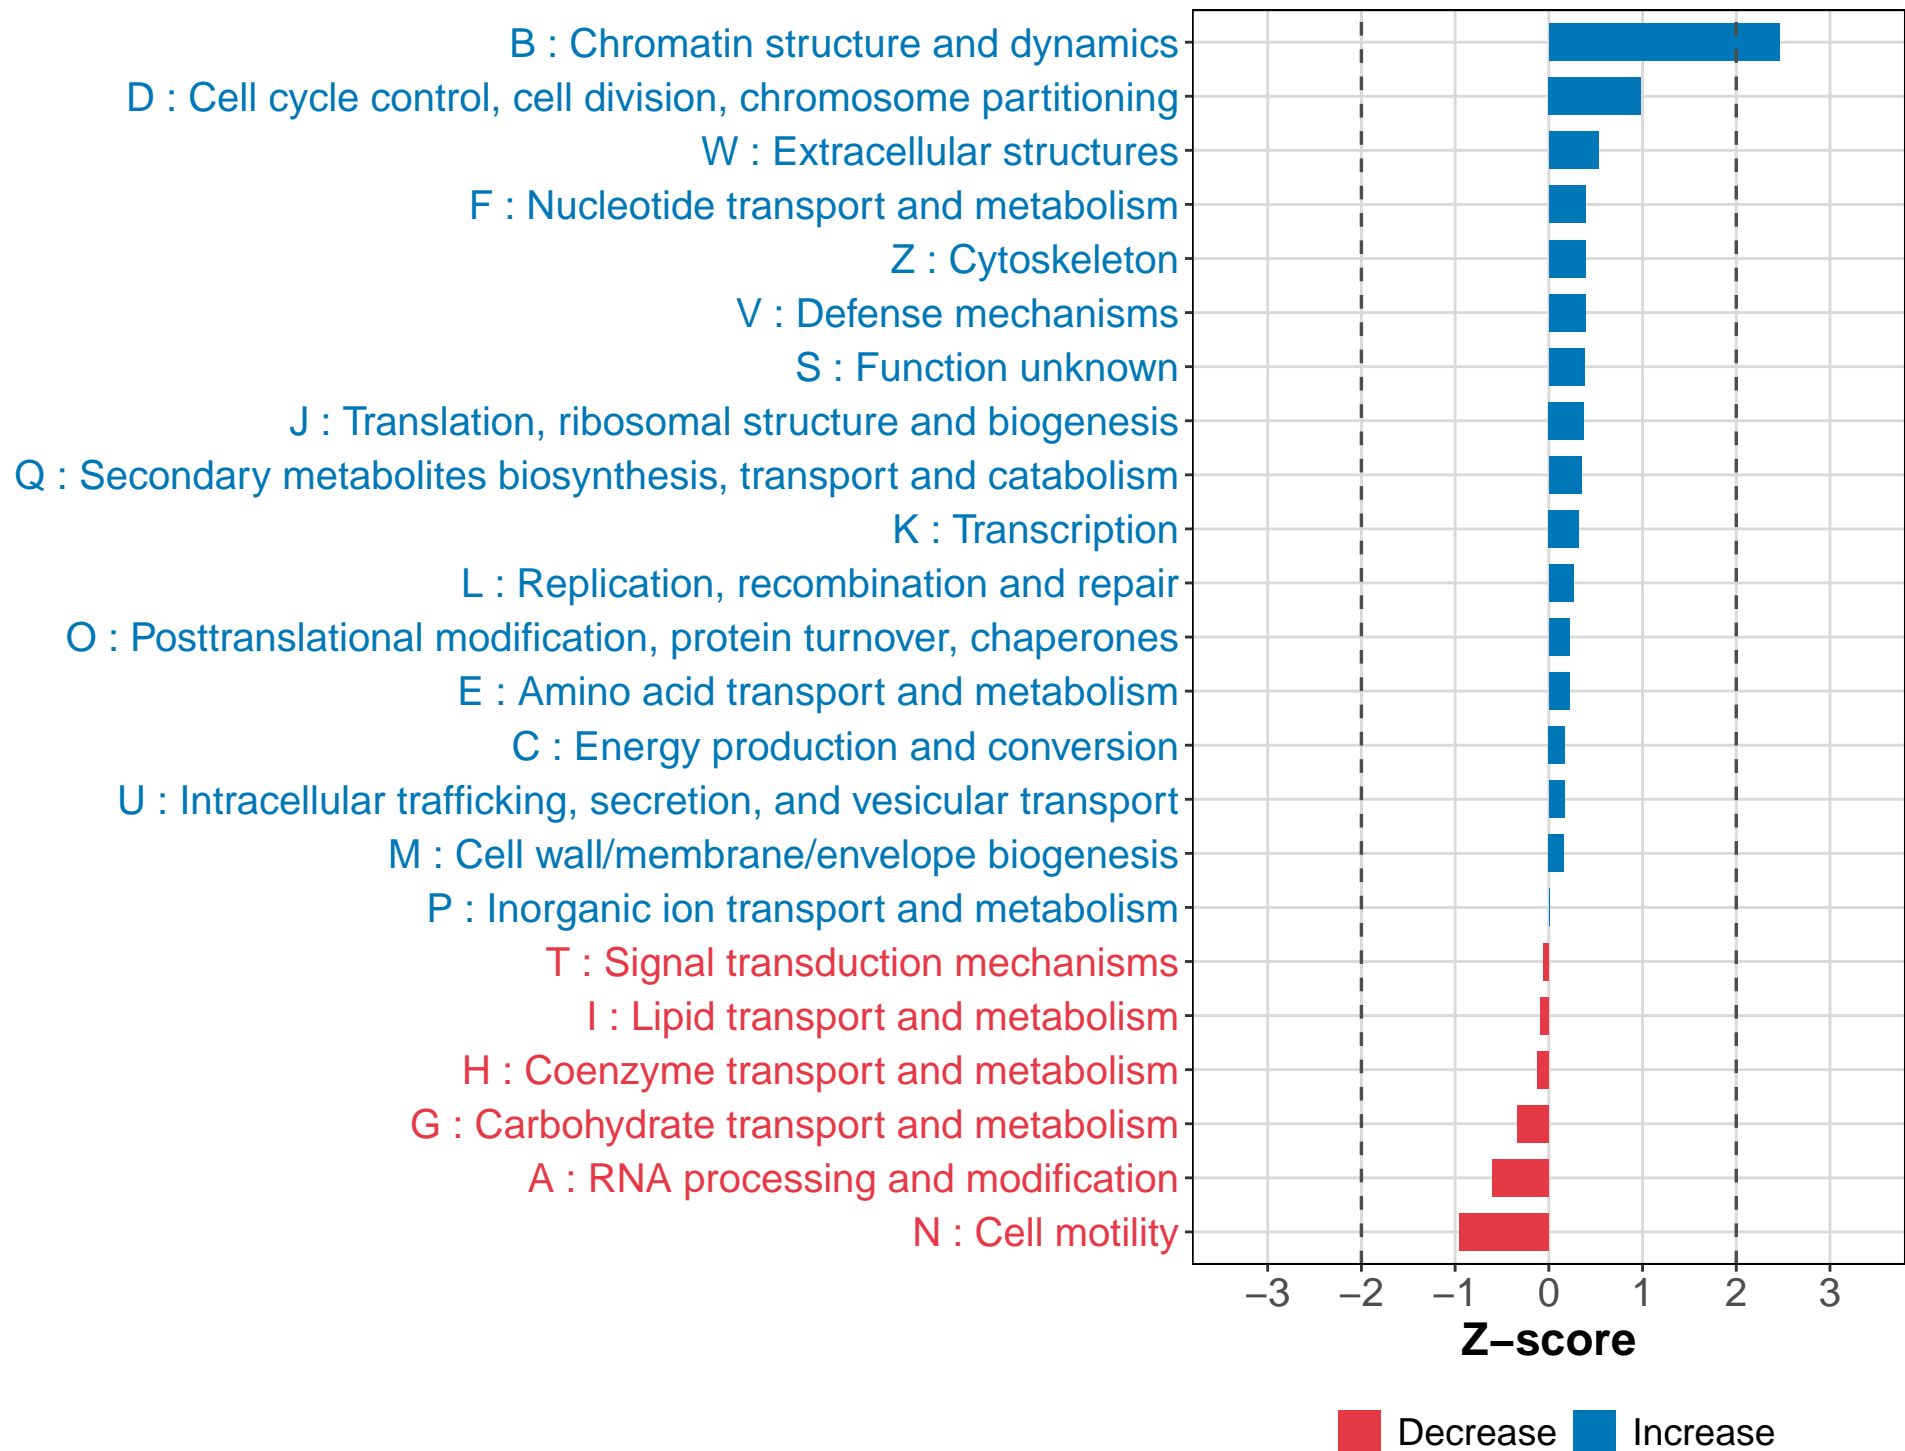 B : Chromatin structure and dynamics
D : Cell cycle control, cell division, chromosome partitioning
W : Extracellular structures
F : Nucleotide transport and metabolism
Z : Cytoskeleton
V : Defense mechanisms
S : Function unknown
J : Translation, ribosomal structure and biogenesis
Q : Secondary metabolites biosynthesis, transport and catabolism
K : Transcription
L : Replication, recombination and repair
O : Posttranslational modification, protein turnover, chaperones
E : Amino acid transport and metabolism
C : Energy production and conversion
U : Intracellular trafficking, secretion, and vesicular transport
M : Cell wall/membrane/envelope biogenesis
P : Inorganic ion transport and metabolism
T : Signal transduction mechanisms
I : Lipid transport and metabolism
H : Coenzyme transport and metabolism
G : Carbohydrate transport and metabolism
A : RNA processing and modification
N : Cell motility
−3 −2 −1 0 1 2 3
Z−score
Decrease Increase